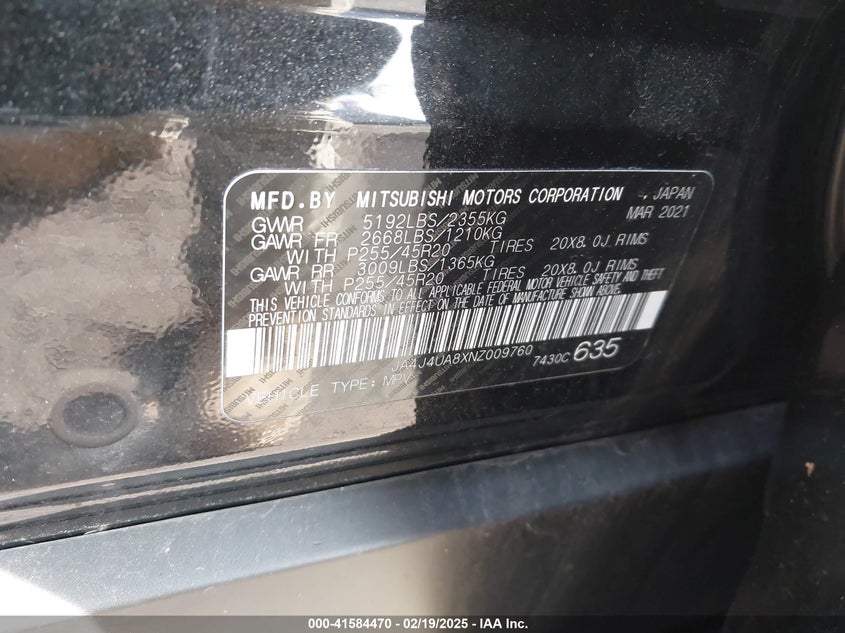 MFD.BY MITSUBISHI MOTORS CORPORATION , JAPAN
GVWR 5192LBS/2355KG MAR 2021
GAWR FR 2668LBS/1210KG
WITH P255/45R20 TIRES 20X8.0J RIMS
GAWR RR 3009LBS/1365KG
WITH P255/45R20 TIRES 20X8.0J RIMS
THIS VEHICLE CONFORMS TO ALL APPLICABLE FEDERAL MOTOR VEHICLE SAFETY AND THEFT
PREVENTION STANDARDS IN EFFECT ON THE DATE OF MANUFACTURE SHOWN ABOVE.
JA4J4UA8XNZ009760
VEHICLE TYPE: MPV 7430C 635
000-41584470 - 02/19/2025 - IAA Inc.